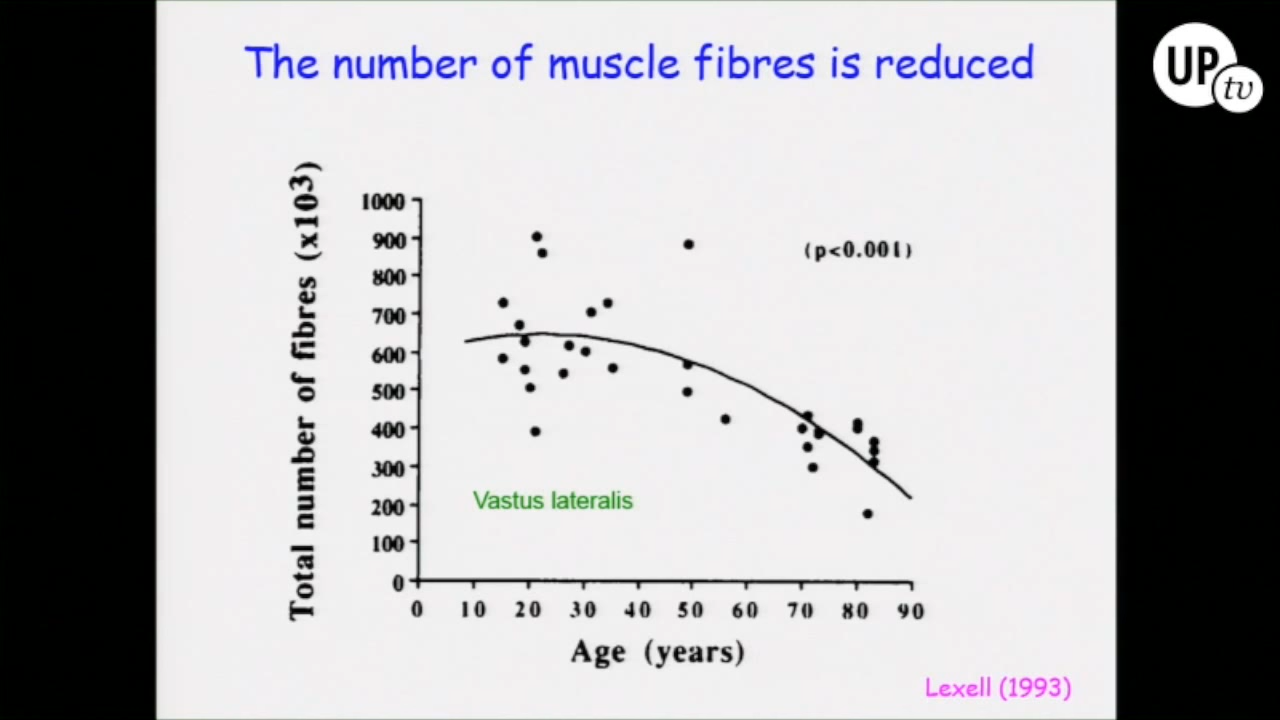 The number of muscle fibres is reduced
UP
tv
Total number of fibres (x103)
1000
900
800
700
600
500
400
300
200
100
0
(p<0.001)
Vastus lateralis
0 10 20 30 40 50 60 70 80 90
Age (years)
Lexell (1993)